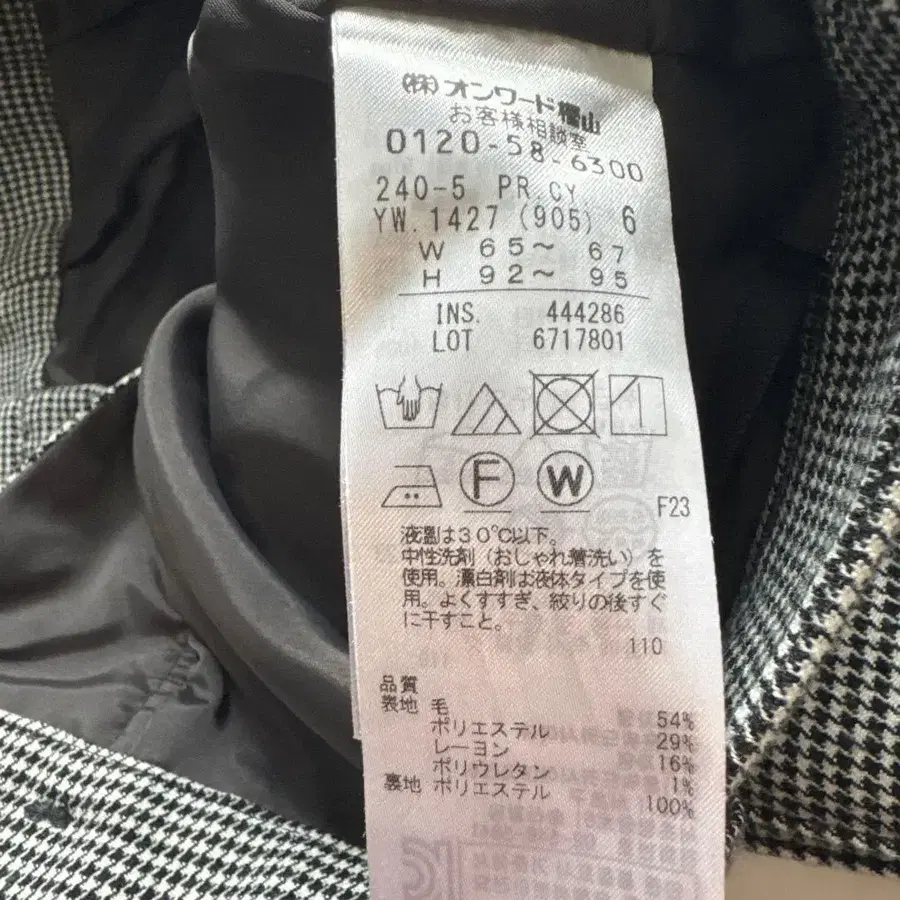 (株)オンワード樫山
お客様相談室
0120-58-6300
240-5 PR CY
YW.1427 (905) 6
W 65～ 67
H 92～ 95
INS. 444286
LOT 6717801
F W F23
液温は30℃以下。
中性洗剤（おしゃれ着洗い）を
使用。漂白剤は液体タイプを使
用。よくすすぎ、絞りの後すぐ
に干すこと。
110
品質
表地 毛 54%
ポリエステル 29%
レーヨン 16%
ポリウレタン 1%
裏地 ポリエステル 100%